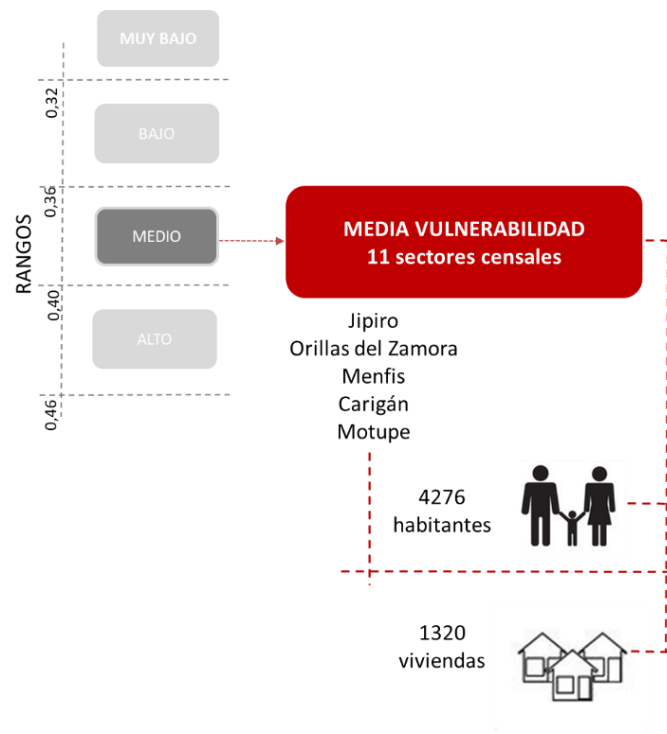 MUY BAJO
0,32
BAJO
0,36
RANGOS
MEDIO
MEDIA VULNERABILIDAD
11 sectores censales
0,40
ALTO
0,46
Jipiro
Orillas del Zamora
Menfis
Carigán
Motupe
4276
habitantes
1320
viviendas